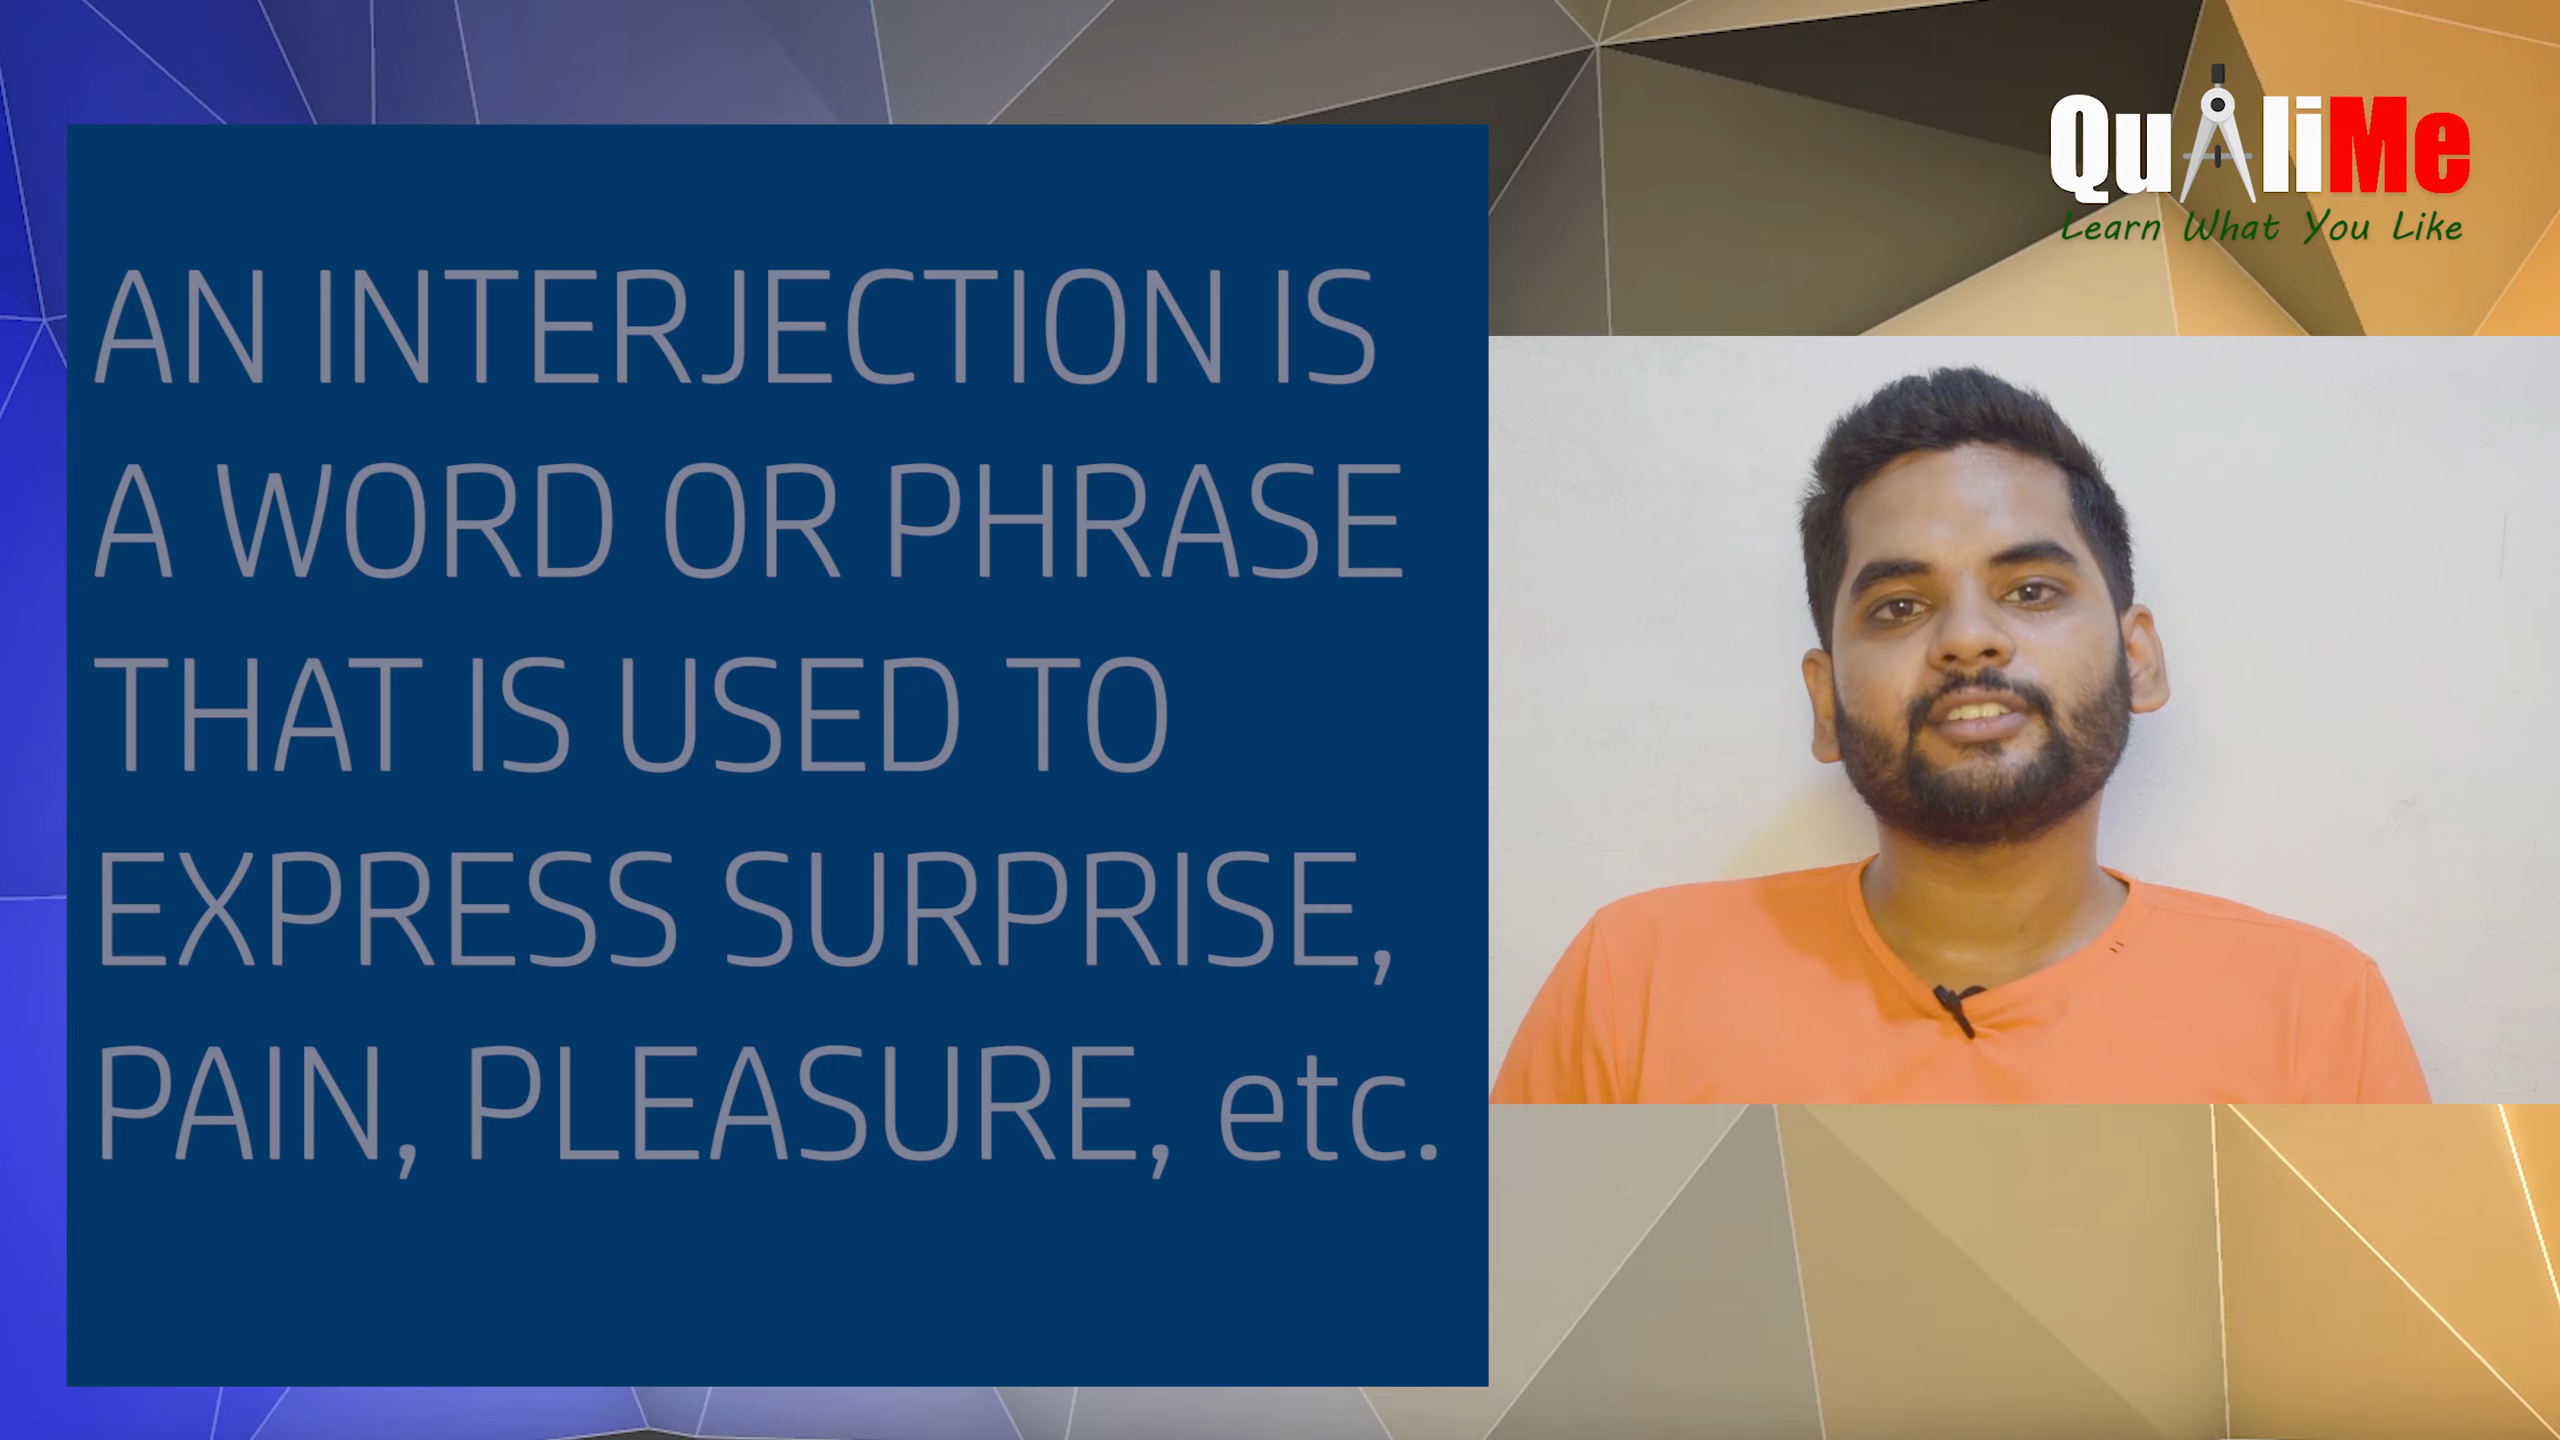 AN INTERJECTION IS
A WORD OR PHRASE
THAT IS USED TO
EXPRESS SURPRISE,
PAIN, PLEASURE, etc.
QuAliMe
Learn What You Like